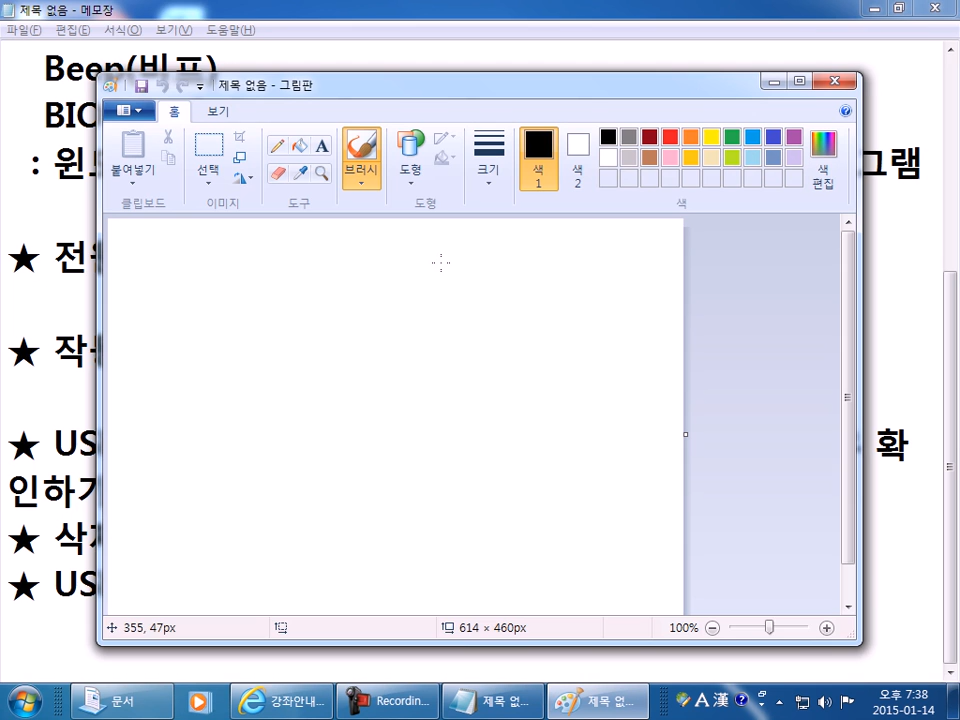 제목 없음 - 메모장
파일(F) 편집(E) 서식(O) 보기(V) 도움말(H)
Beep(비프)
제목 없음 - 그림판
홈 보기
: 윈도
그램
붙여넣기 선택 브러시 도형 크기 색 1 색 2 색 편집
클립보드 이미지 도구 도형 색
★
★
★ US
확
인하기
★
★ US
355, 47px 614 × 460px 100%
문서 강좌안내... Recordin... 제목 없... 제목 없... A 漢 오후 7:38
2015-01-14